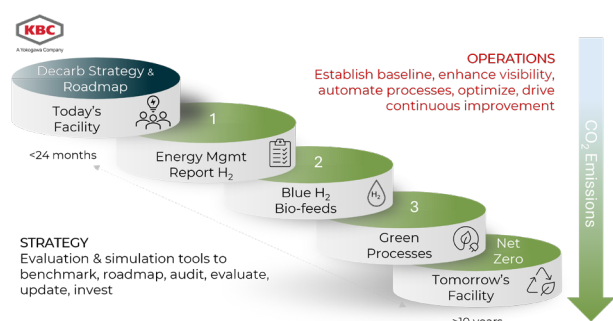 KBC
A Yokogawa Company
Decarb Strategy &
Roadmap
Today's
Facility
<24 months
1
Energy Mgmt
Report H₂
2
Blue H₂
Bio-feeds
H₂
3
Green
Processes
Net
Zero
Tomorrow's
Facility
>10 years
OPERATIONS
Establish baseline, enhance visibility,
automate processes, optimize, drive
continuous improvement
CO₂ Emissions
STRATEGY
Evaluation & simulation tools to
benchmark, roadmap, audit, evaluate,
update, invest